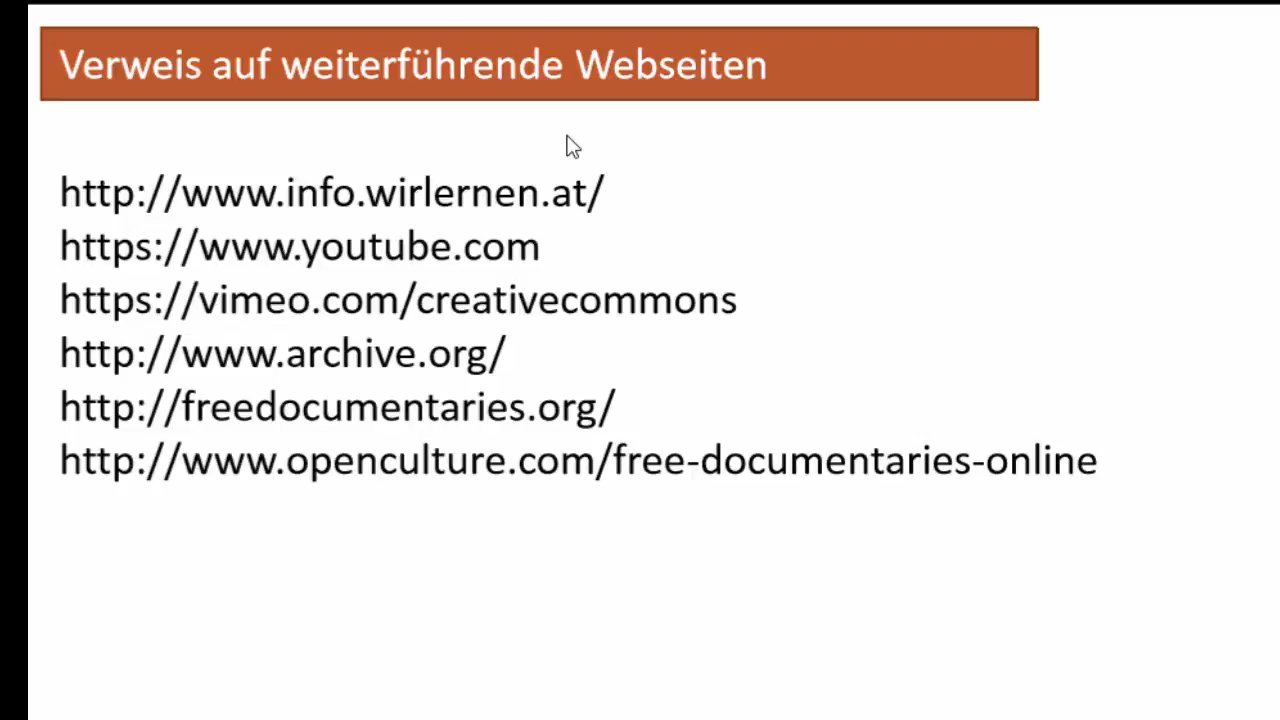 Verweis auf weiterführende Webseiten
http://www.info.wirlernen.at/
https://www.youtube.com
https://vimeo.com/creativecommons
http://www.archive.org/
http://freedocumentaries.org/
http://www.openculture.com/free-documentaries-online